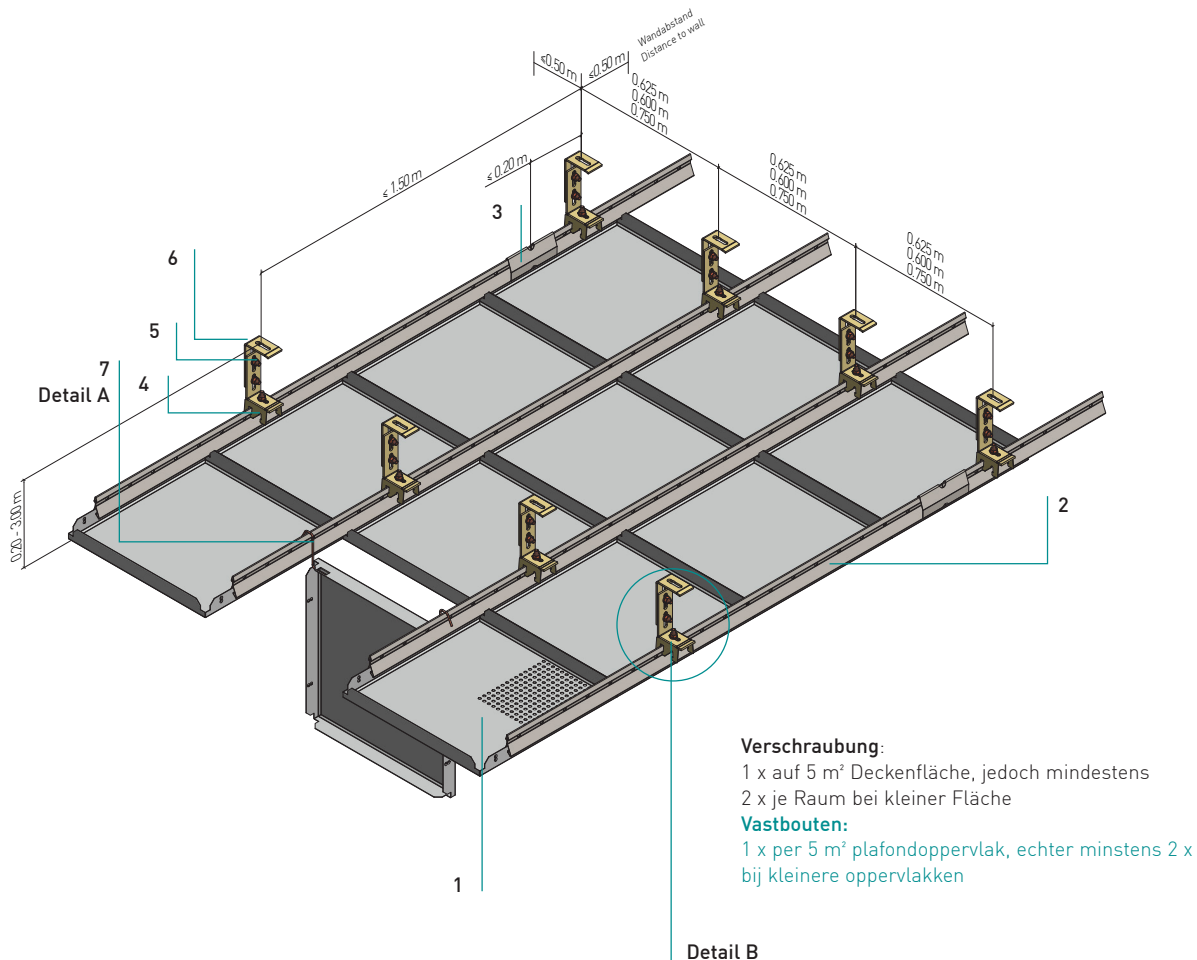 Wandabstand
Distance to wall
≤0.50 m
≤0.50 m
0.625 m
0.600 m
0.750 m
0.625 m
0.600 m
0.750 m
0.625 m
0.600 m
0.750 m
≤ 1.50 m
≤ 0.20 m
3
6
5
7
Detail A
4
0.20 - 3.00 m
2
1
Verschraubung:
1 x auf 5 m² Deckenfläche, jedoch mindestens
2 x je Raum bei kleiner Fläche
Vastbouten:
1 x per 5 m² plafondoppervlak, echter minstens 2 x
bij kleinere oppervlakken
Detail B